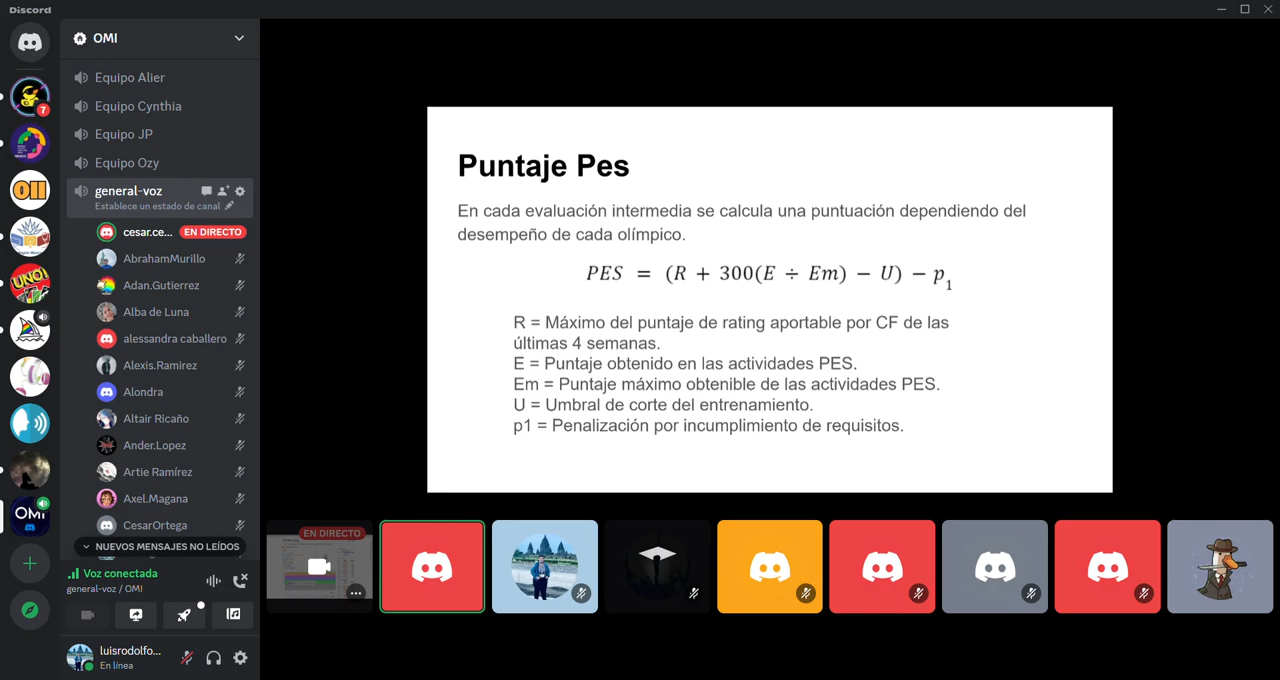 Discord
OMI
Equipo Alier
Equipo Cynthia
Equipo JP
Equipo Ozy
general-voz
Establece un estado de canal
cesar.ce... EN DIRECTO
AbrahamMurillo
Adan.Gutierrez
Alba de Luna
alessandra caballero
Alexis.Ramirez
Alondra
Altair Ricaño
Ander.Lopez
Artie Ramírez
Axel.Magana
CesarOrtega
NUEVOS MENSAJES NO LEÍDOS
Voz conectada
general-voz / OMI
luisrodolfo...
En línea
7
OII
UNO!
OMI
Puntaje Pes
En cada evaluación intermedia se calcula una puntuación dependiendo del
desempeño de cada olímpico.
PES = (R + 300(E ÷ Em) − U) − p₁
R = Máximo del puntaje de rating aportable por CF de las
últimas 4 semanas.
E = Puntaje obtenido en las actividades PES.
Em = Puntaje máximo obtenible de las actividades PES.
U = Umbral de corte del entrenamiento.
p1 = Penalización por incumplimiento de requisitos.
EN DIRECTO